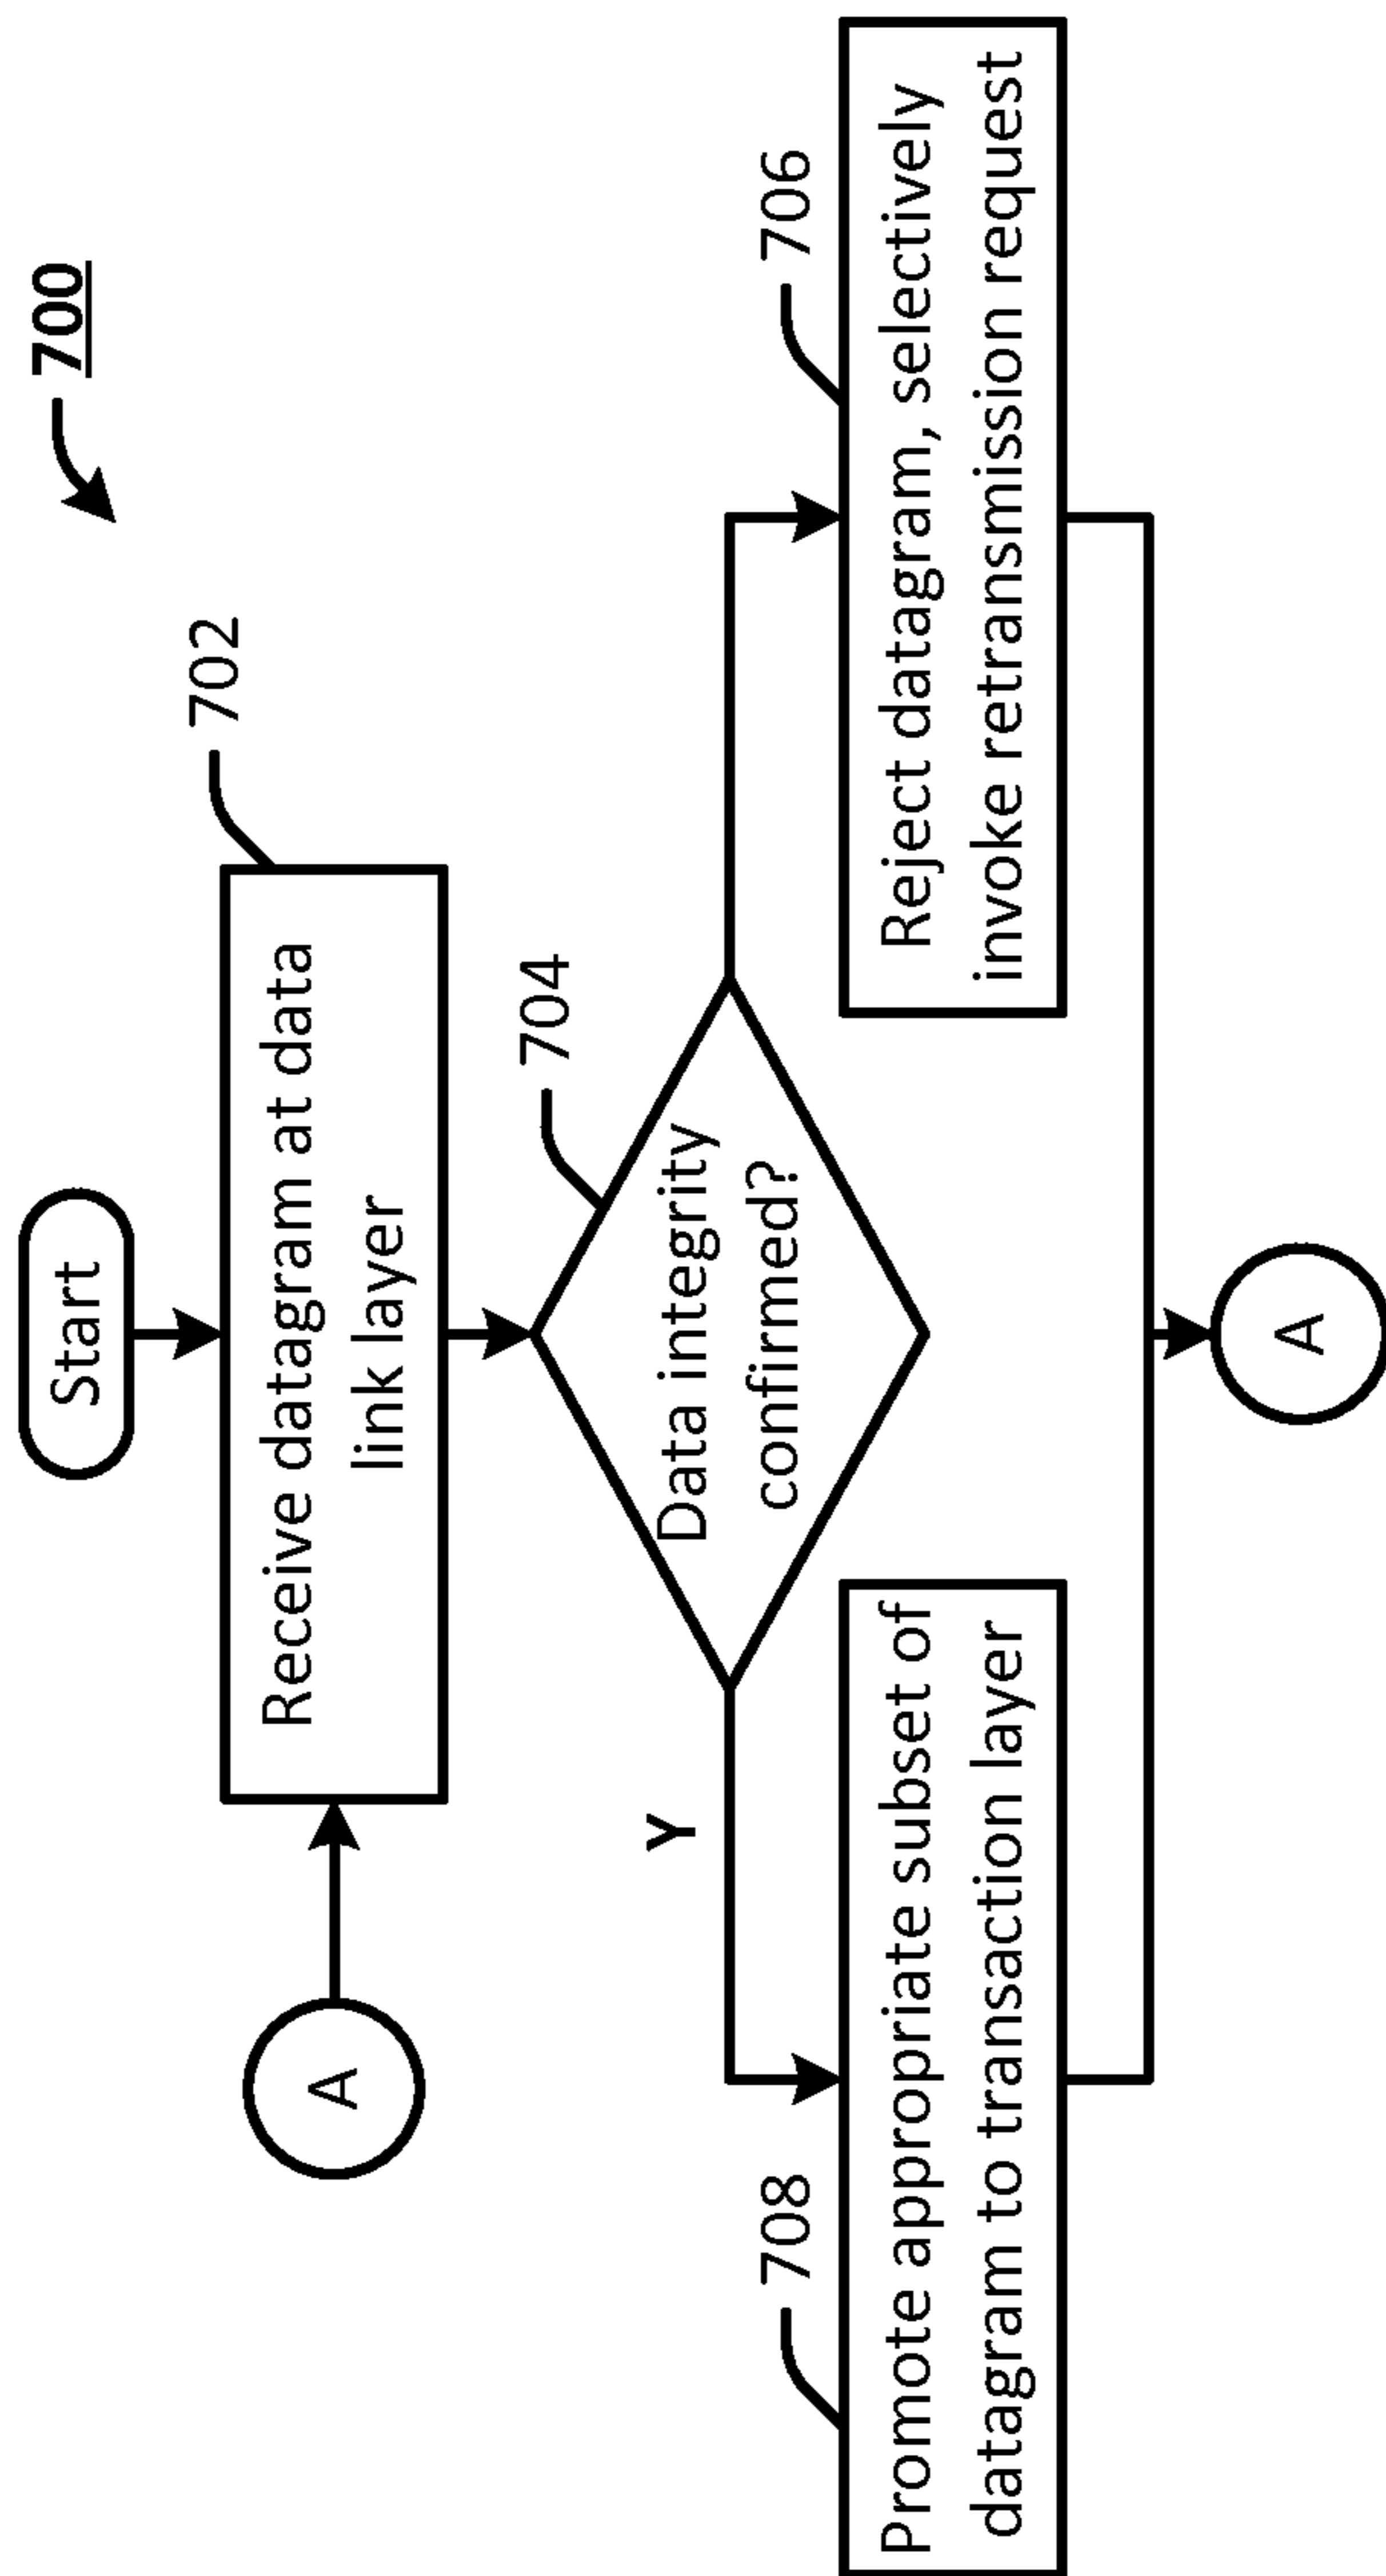 700
Start
702
A
Receive datagram at data
link layer
704
Data integrity
confirmed?
Y
708
Promote appropriate subset of
datagram to transaction layer
706
Reject datagram, selectively
invoke retransmission request
A